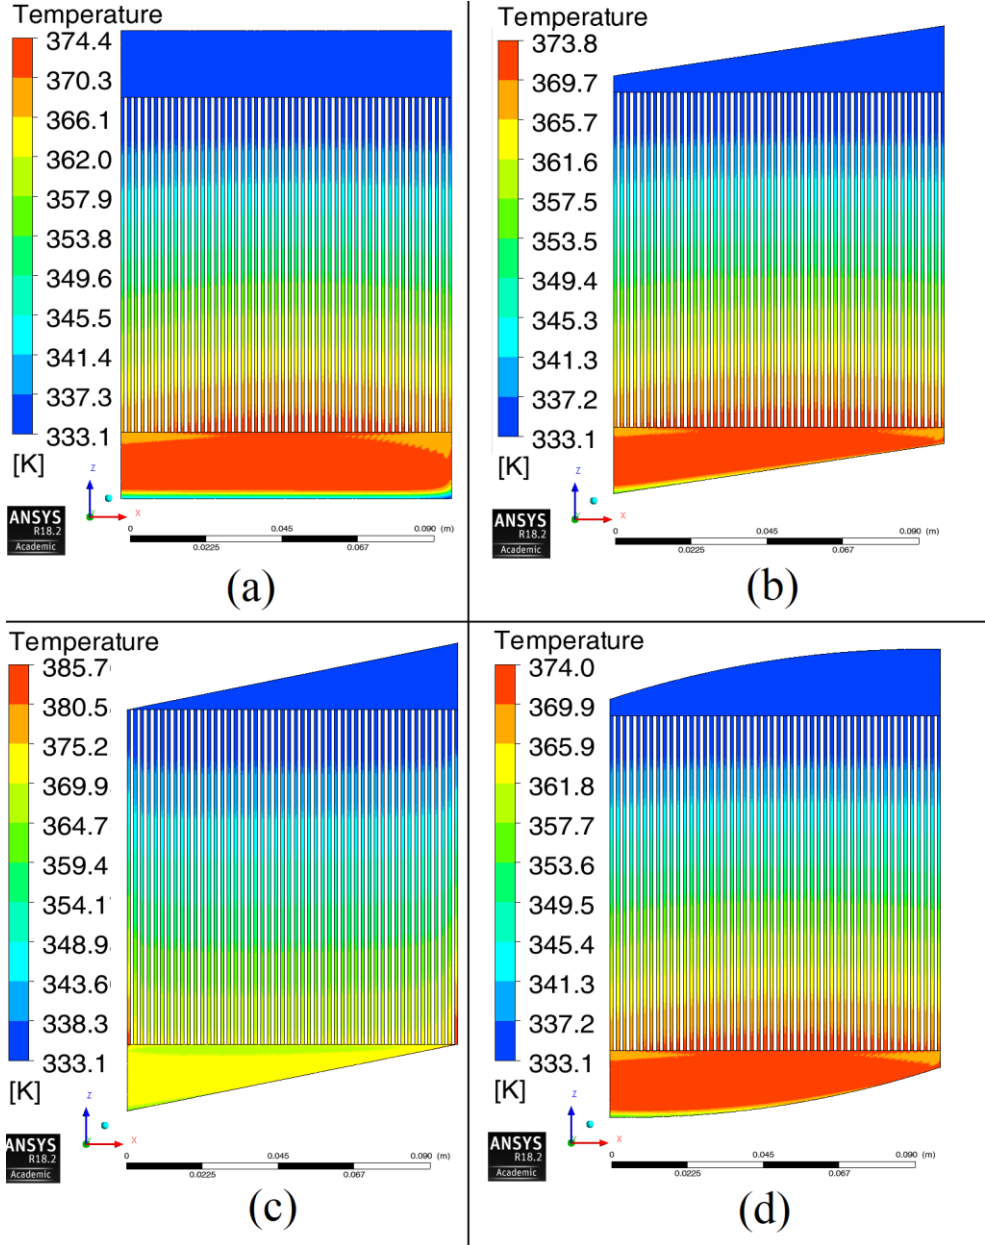 Temperature
374.4
370.3
366.1
362.0
357.9
353.8
349.6
345.5
341.4
337.3
333.1
[K]
Z
X
ANSYS
R18.2
Academic
0 0.045 0.090 (m)
0.0225 0.067
(a)
Temperature
373.8
369.7
365.7
361.6
357.5
353.5
349.4
345.3
341.3
337.2
333.1
[K]
Z
X
ANSYS
R18.2
Academic
0 0.045 0.090 (m)
0.0225 0.067
(b)
Temperature
385.7
380.5
375.2
369.9
364.7
359.4
354.1
348.9
343.6
338.3
333.1
[K]
Z
X
ANSYS
R18.2
Academic
0 0.045 0.090 (m)
0.0225 0.067
(c)
Temperature
374.0
369.9
365.9
361.8
357.7
353.6
349.5
345.4
341.3
337.2
333.1
[K]
Z
X
ANSYS
R18.2
Academic
0 0.045 0.090 (m)
0.0225 0.067
(d)